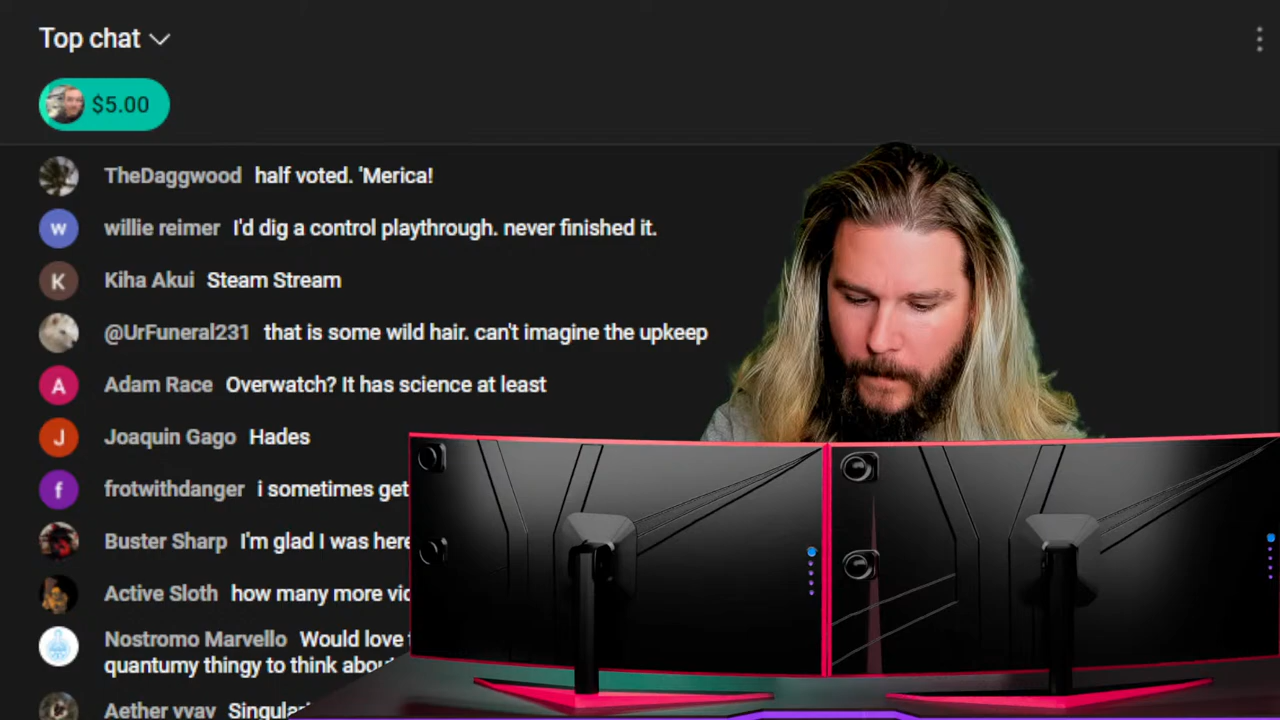 Top chat
$5.00
TheDaggwood half voted. 'Merica!
w willie reimer I'd dig a control playthrough. never finished it.
K Kiha Akui Steam Stream
@UrFuneral231 that is some wild hair. can't imagine the upkeep
A Adam Race Overwatch? It has science at least
J Joaquin Gago Hades
f frotwithdanger i sometimes get
Buster Sharp I'm glad I was here
Active Sloth how many more
Nostromo Marvello Would love
quantumy thingy to think
Aether